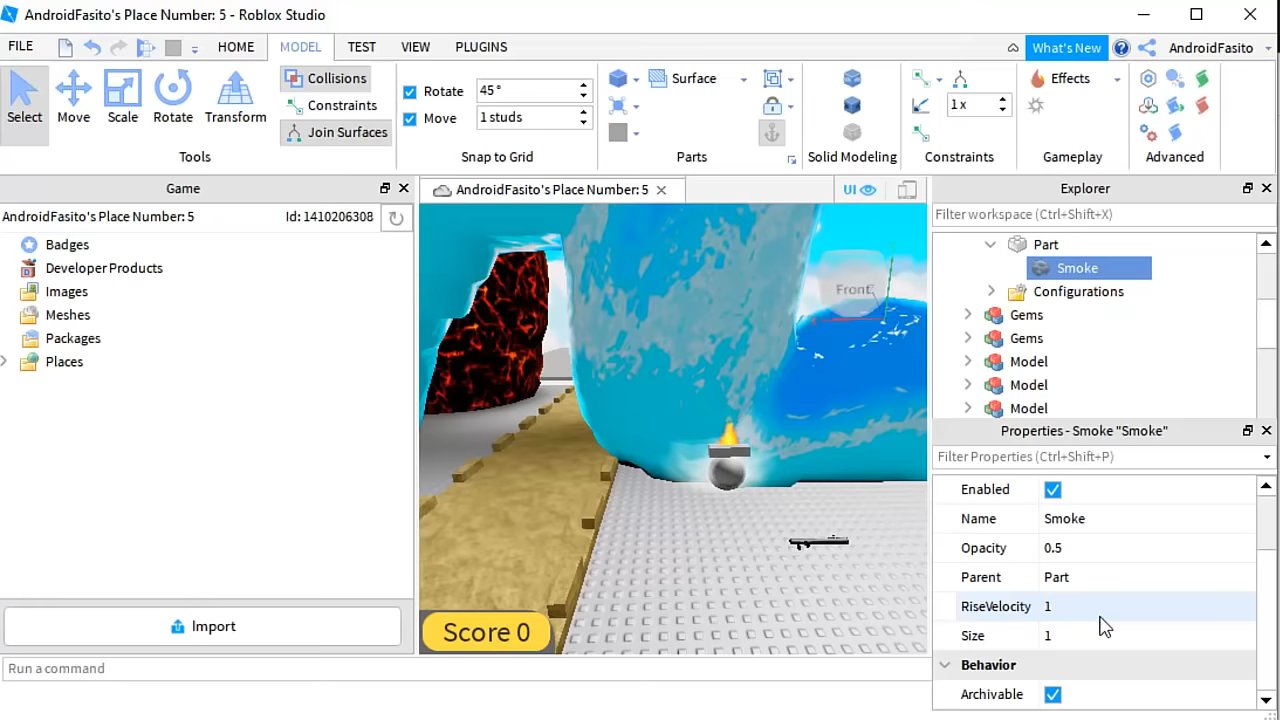 AndroidFasito's Place Number: 5 - Roblox Studio
FILE HOME MODEL TEST VIEW PLUGINS What's New AndroidFasito
Select Move Scale Rotate Transform
Collisions
Constraints
Join Surfaces
Tools
Rotate 45°
Move 1 studs
Snap to Grid
Surface
Parts
Solid Modeling
1 x
Constraints
Effects
Gameplay
Advanced
Game
AndroidFasito's Place Number: 5 Id: 1410206308
Badges
Developer Products
Images
Meshes
Packages
Places
Import
AndroidFasito's Place Number: 5
UI
Front
Score 0
Run a command
Explorer
Filter workspace (Ctrl+Shift+X)
Part
Smoke
Configurations
Gems
Gems
Model
Model
Model
Properties - Smoke "Smoke"
Filter Properties (Ctrl+Shift+P)
Enabled
Name Smoke
Opacity 0.5
Parent Part
RiseVelocity 1
Size 1
Behavior
Archivable